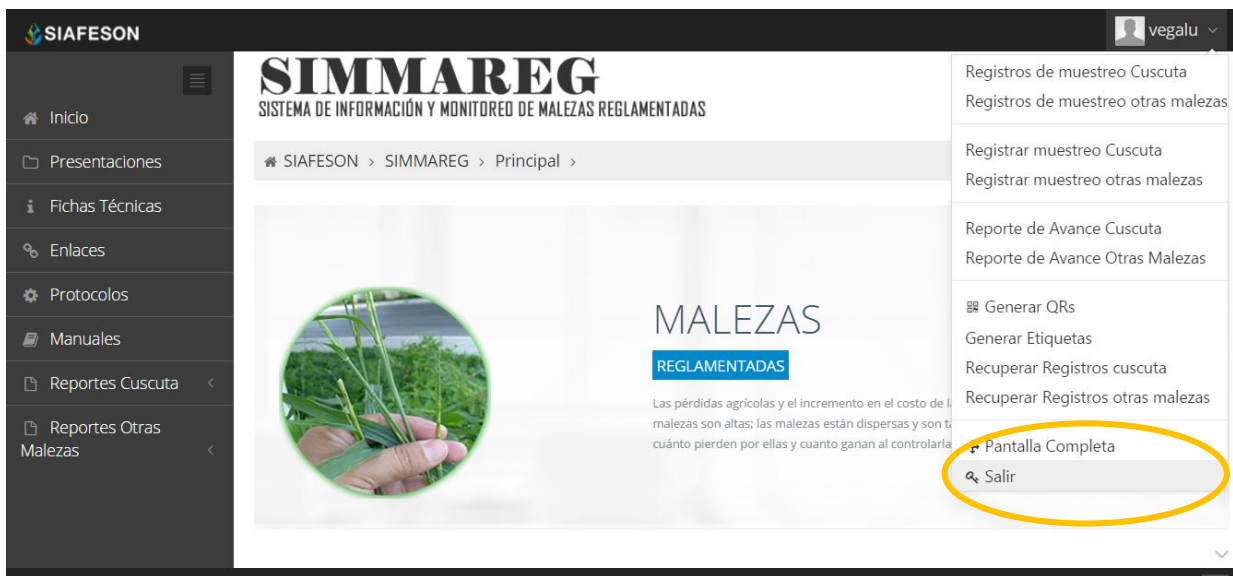 SIAFESON
vegalu
Inicio
Presentaciones
Fichas Técnicas
Enlaces
Protocolos
Manuales
Reportes Cuscuta
Reportes Otras
Malezas
SIMMAREG
SISTEMA DE INFORMACIÓN Y MONITOREO DE MALEZAS REGLAMENTADAS
SIAFESON > SIMMAREG > Principal >
MALEZAS
REGLAMENTADAS
Las pérdidas agrícolas y el incremento en el costo de
malezas son altas; las malezas están dispersas y son
cuánto pierden por ellas y cuanto ganan al
Registros de muestreo Cuscuta
Registros de muestreo otras malezas
Registrar muestreo Cuscuta
Registrar muestreo otras malezas
Reporte de Avance Cuscuta
Reporte de Avance Otras Malezas
Generar QRs
Generar Etiquetas
Recuperar Registros cuscuta
Recuperar Registros otras malezas
Pantalla Completa
Salir